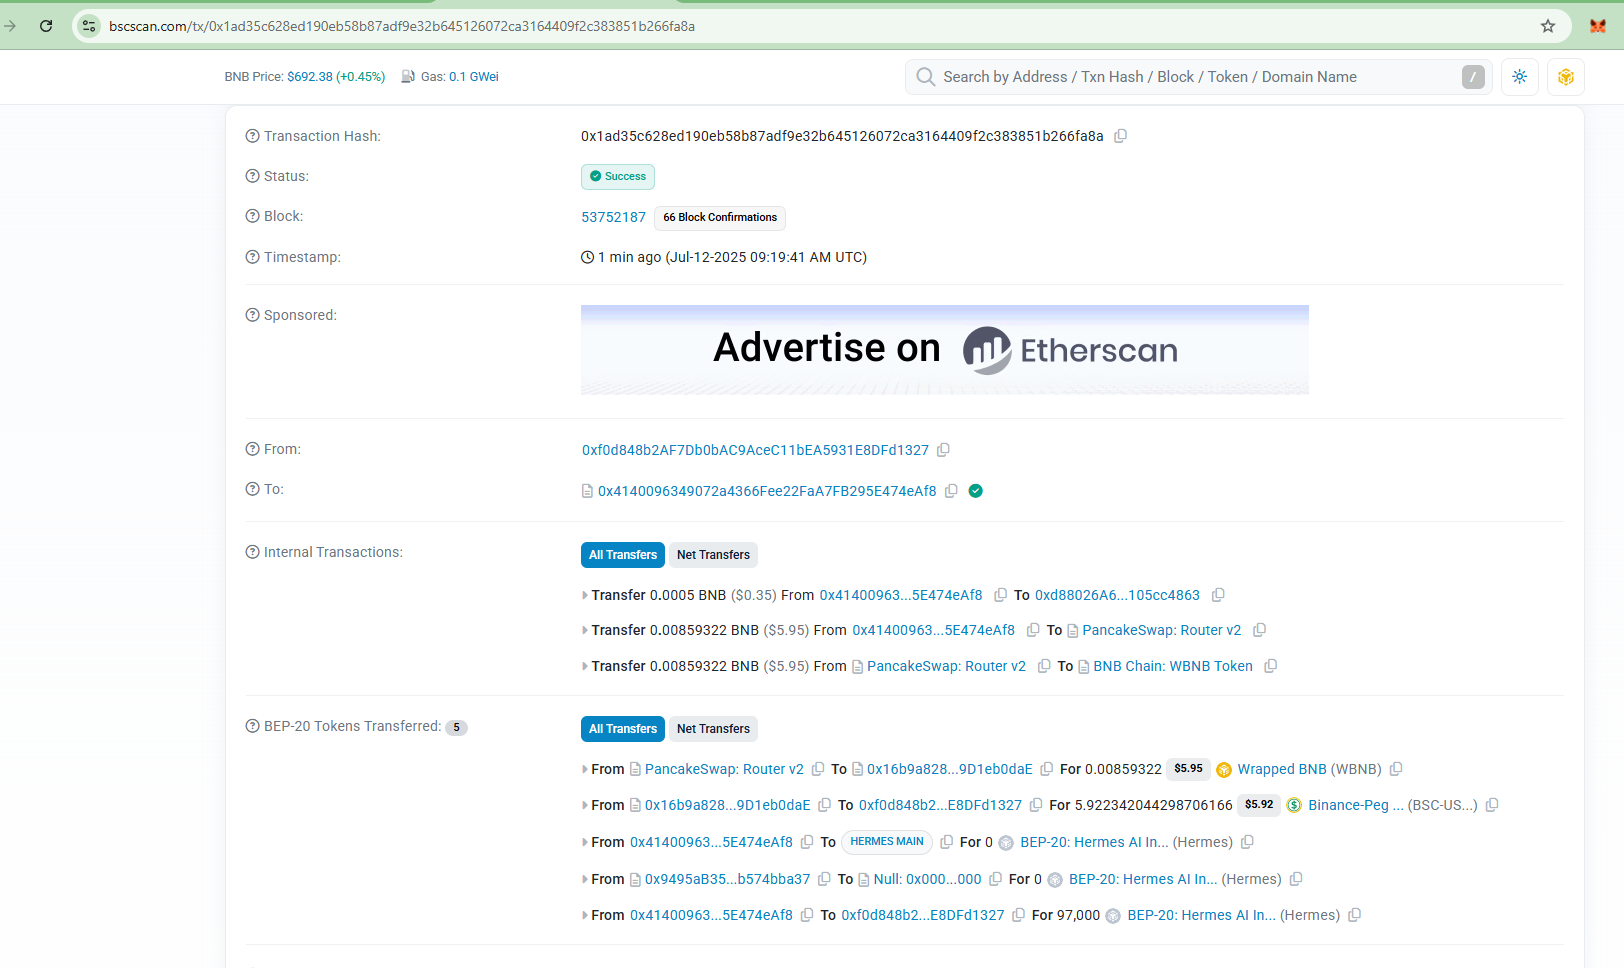 bscscan.com/tx/0x1ad35c628ed190eb58b87adf9e32b645126072ca3164409f2c383851b266fa8a
BNB Price: $692.38 (+0.45%) Gas: 0.1 GWei
Search by Address / Txn Hash / Block / Token / Domain Name /
Transaction Hash: 0x1ad35c628ed190eb58b87adf9e32b645126072ca3164409f2c383851b266fa8a
Status: Success
Block: 53752187 66 Block Confirmations
Timestamp: 1 min ago (Jul-12-2025 09:19:41 AM UTC)
Sponsored: Advertise on Etherscan
From: 0xf0d848b2AF7Db0bAC9AceC11bEA5931E8DFd1327
To: 0x4140096349072a4366Fee22FaA7FB295E474eAf8
Internal Transactions: All Transfers Net Transfers
Transfer 0.0005 BNB ($0.35) From 0x41400963...5E474eAf8 To 0xd88026A6...105cc4863
Transfer 0.00859322 BNB ($5.95) From 0x41400963...5E474eAf8 To PancakeSwap: Router v2
Transfer 0.00859322 BNB ($5.95) From PancakeSwap: Router v2 To BNB Chain: WBNB Token
BEP-20 Tokens Transferred: 5 All Transfers Net Transfers
From PancakeSwap: Router v2 To 0x16b9a828...9D1eb0daE For 0.00859322 $5.95 Wrapped BNB (WBNB)
From 0x16b9a828...9D1eb0daE To 0xf0d848b2...E8DFd1327 For 5.922342044298706166 $5.92 Binance-Peg ... (BSC-US...)
From 0x41400963...5E474eAf8 To HERMES MAIN For 0 BEP-20: Hermes AI In... (Hermes)
From 0x9495aB35...b574bba37 To Null: 0x000...000 For 0 BEP-20: Hermes AI In... (Hermes)
From 0x41400963...5E474eAf8 To 0xf0d848b2...E8DFd1327 For 97,000 BEP-20: Hermes AI In... (Hermes)